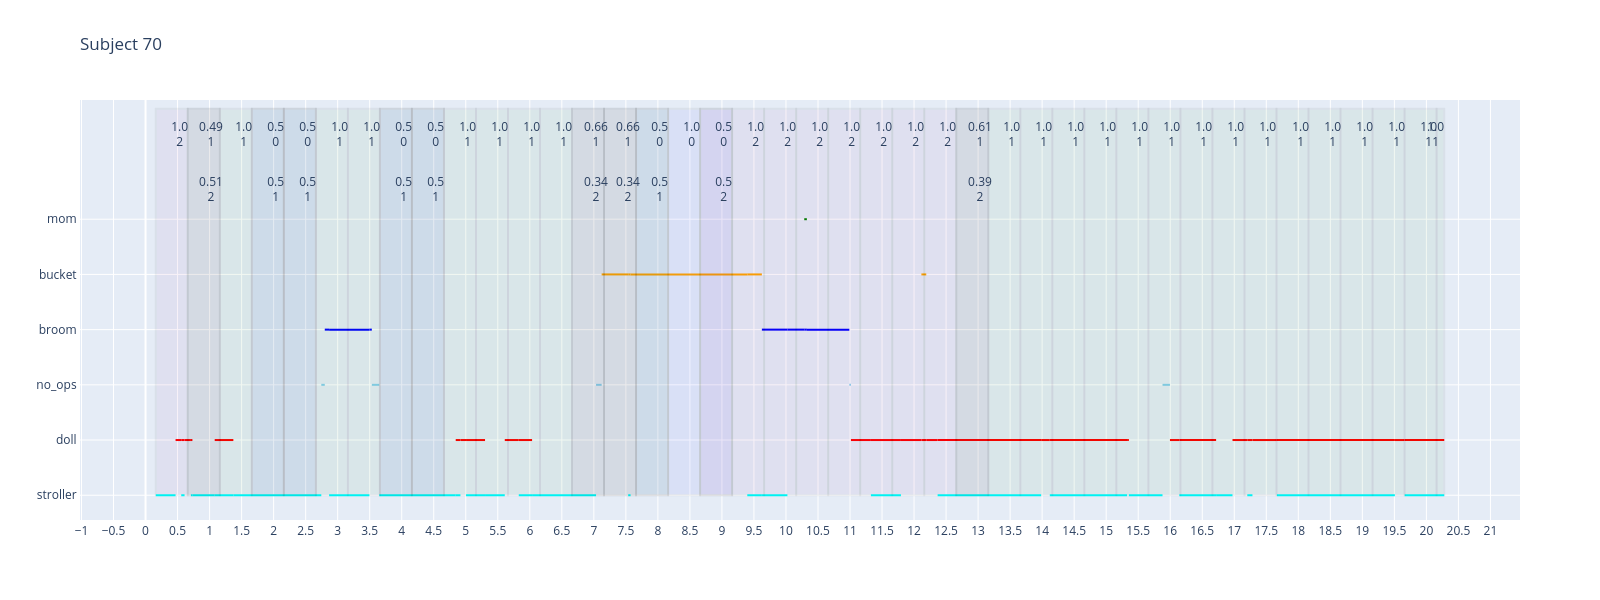 Subject 70
1.0 0.49 1.0 0.5 0.5 1.0 1.0 0.5 0.5 1.0 1.0 1.0 1.0 0.66 0.66 0.5 1.0 0.5 1.0 1.0 1.0 1.0 1.0 1.0 1.0 0.61 1.0 1.0 1.0 1.0 1.0 1.0 1.0 1.0 1.0 1.0 1.0 1.0 1.0 1.0
2 1 1 0 0 1 1 0 0 1 1 1 1 1 1 0 0 0 2 2 2 2 2 2 2 1 1 1 1 1 1 1 1 1 1 1 1 1 1 1 1
0.51 0.5 0.5 0.5 0.5 0.34 0.34 0.5 0.5 0.39
2 1 1 1 1 2 2 1 2 2
mom
bucket
broom
no_ops
doll
stroller
−1 −0.5 0 0.5 1 1.5 2 2.5 3 3.5 4 4.5 5 5.5 6 6.5 7 7.5 8 8.5 9 9.5 10 10.5 11 11.5 12 12.5 13 13.5 14 14.5 15 15.5 16 16.5 17 17.5 18 18.5 19 19.5 20 20.5 21